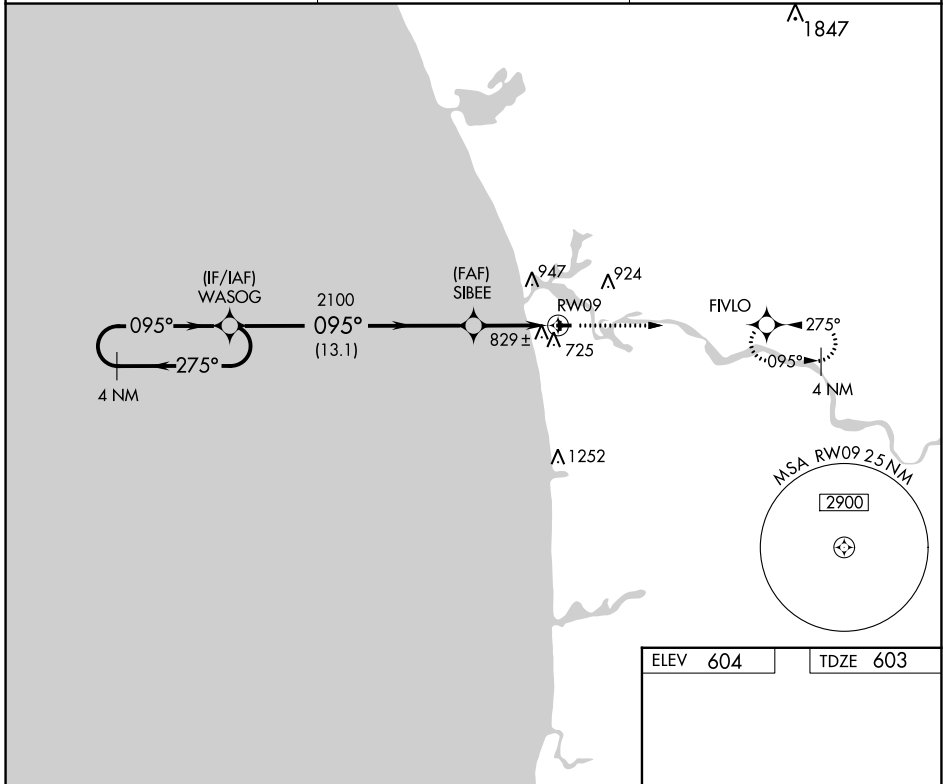 1847
(IF/IAF)
WASOG
095°
275°
4 NM
2100
095°
(13.1)
(FAF)
SIBEE
947
924
RW09
829 ±
725
FIVLO
275°
095°
4 NM
1252
MSA RW09 25 NM
2900
ELEV 604
TDZE 603